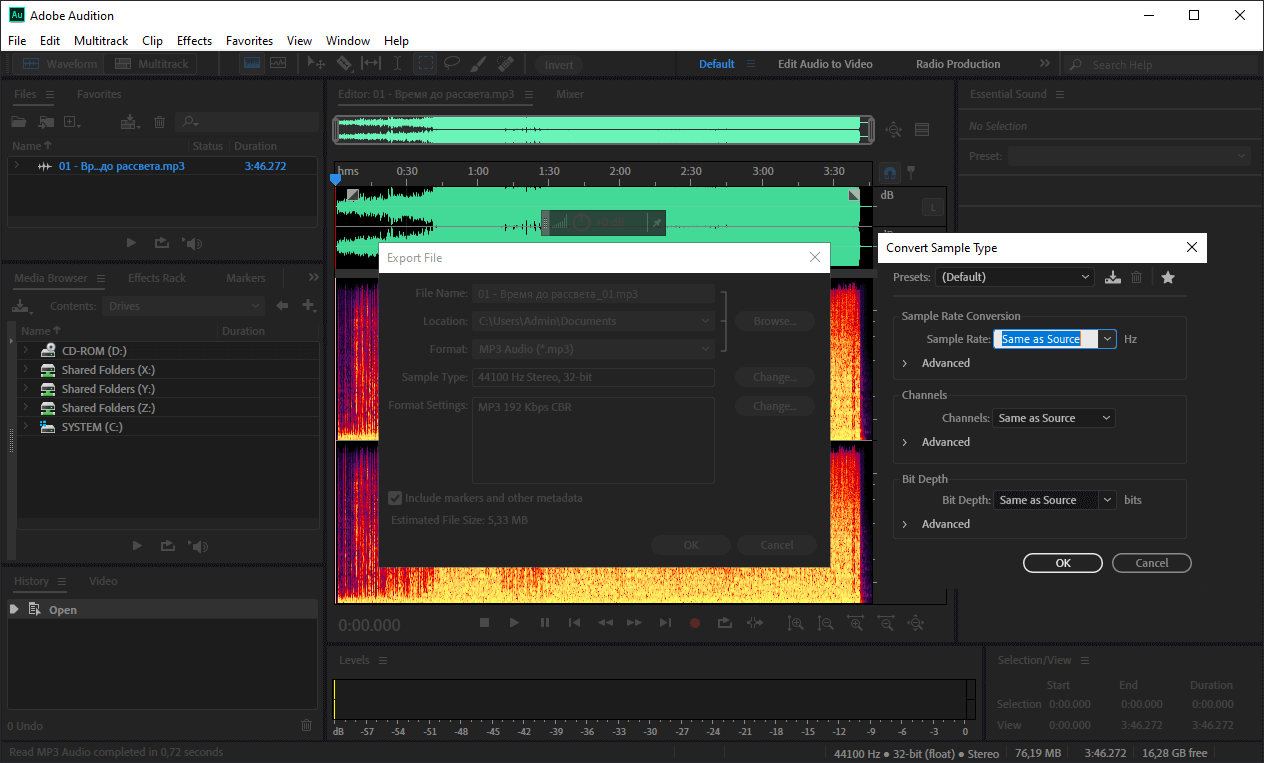 Adobe Audition
File Edit Multitrack Clip Effects Favorites View Window Help
Waveform Multitrack Invert Default Edit Audio to Video Radio Production Search Help
Files Favorites
Name Status Duration
01 - Вр...до рассвета.mp3 3:46.272
Media Browser Effects Rack Markers
Contents: Drives
Name Duration
CD-ROM (D:)
Shared Folders (X:)
Shared Folders (Y:)
Shared Folders (Z:)
SYSTEM (C:)
History Video
Open
0 Undo
Editor: 01 - Время до рассвета.mp3 Mixer
hms 0:30 1:00 1:30 2:00 2:30 3:00 3:30
dB
L
dB
Export File
File Name: 01 - Время до рассвета_01.mp3
Location: C:\Users\Admin\Documents Browse...
Format: MP3 Audio (*.mp3)
Sample Type: 44100 Hz Stereo, 32-bit Change...
Format Settings: MP3 192 Kbps CBR Change...
Include markers and other metadata
Estimated File Size: 5,33 MB
OK Cancel
0:00.000
Levels
dB -57 -54 -51 -48 -45 -42 -39 -36 -33 -30 -27 -24 -21 -18 -15 -12 -9 -6 -3 0
Essential Sound
No Selection
Preset:
Convert Sample Type
Presets: (Default)
Sample Rate Conversion
Sample Rate: Same as Source Hz
Advanced
Channels
Channels: Same as Source
Advanced
Bit Depth
Bit Depth: Same as Source bits
Advanced
OK Cancel
Selection/View
Start End Duration
Selection 0:00.000 0:00.000 0:00.000
View 0:00.000 3:46.272 3:46.272
Read MP3 Audio completed in 0,72 seconds
44100 Hz ● 32-bit (float) ● Stereo 76,19 MB 3:46.272 16,28 GB free